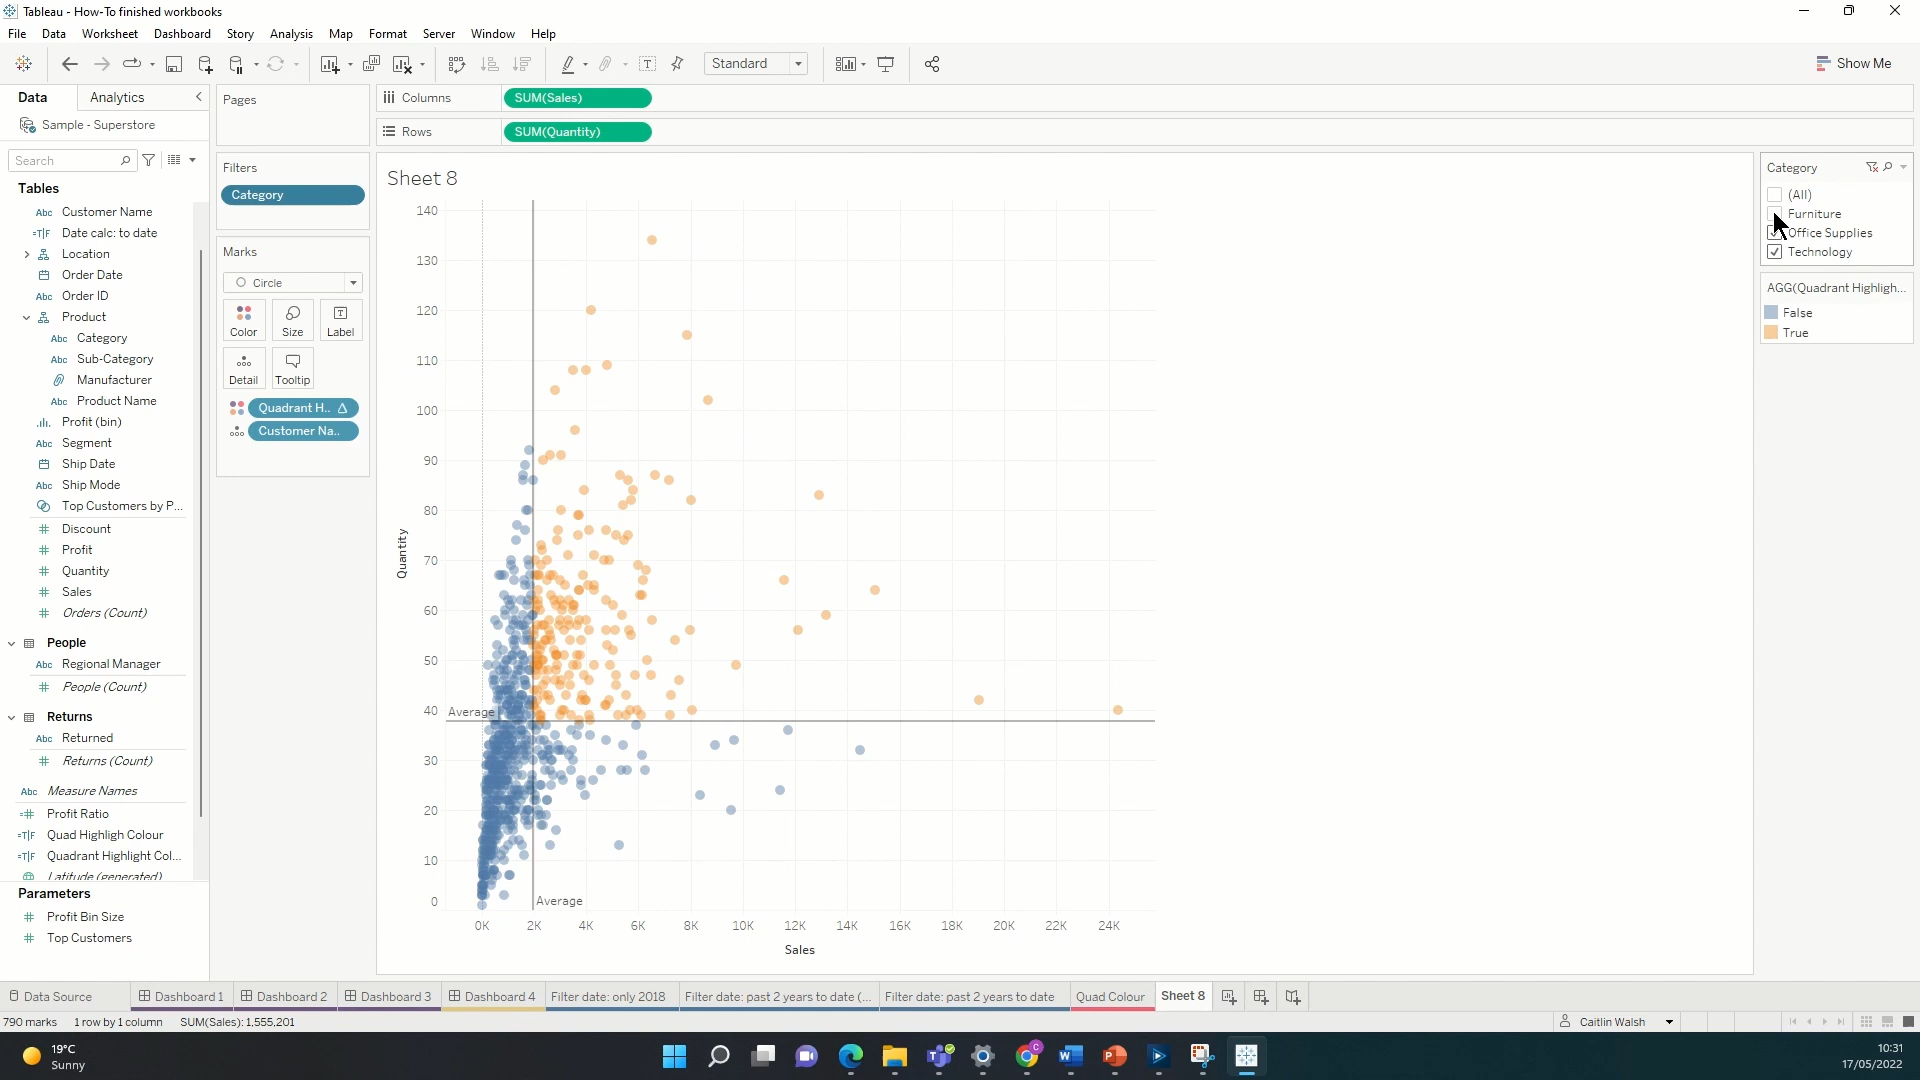 Tableau - How-To finished workbooks
File Data Worksheet Dashboard Story Analysis Map Format Server Window Help
Standard
Show Me
Data Analytics
Sample - Superstore
Search
Tables
Abc Customer Name
=T|F Date calc: to date
Location
Order Date
Abc Order ID
Product
Abc Category
Abc Sub-Category
Manufacturer
Abc Product Name
Profit (bin)
Abc Segment
Ship Date
Abc Ship Mode
Top Customers by P...
# Discount
# Profit
# Quantity
# Sales
# Orders (Count)
People
Abc Regional Manager
# People (Count)
Returns
Abc Returned
# Returns (Count)
Abc Measure Names
=# Profit Ratio
=T|F Quad Highligh Colour
=T|F Quadrant Highlight Col...
Latitude (generated)
Parameters
# Profit Bin Size
# Top Customers
Pages
Filters
Category
Marks
Circle
Color Size Label
Detail Tooltip
Quadrant H.. Δ
Customer Na..
Columns SUM(Sales)
Rows SUM(Quantity)
Sheet 8
140
130
120
110
100
90
80
70
60
50
40
30
20
10
0
Quantity
Average
Average
0K 2K 4K 6K 8K 10K 12K 14K 16K 18K 20K 22K 24K
Sales
Category
(All)
Furniture
Office Supplies
Technology
AGG(Quadrant Highligh...
False
True
Data Source Dashboard 1 Dashboard 2 Dashboard 3 Dashboard 4 Filter date: only 2018 Filter date: past 2 years to date (... Filter date: past 2 years to date Quad Colour Sheet 8
790 marks 1 row by 1 column SUM(Sales): 1,555,201
Caitlin Walsh
19°C
Sunny
10:31
17/05/2022